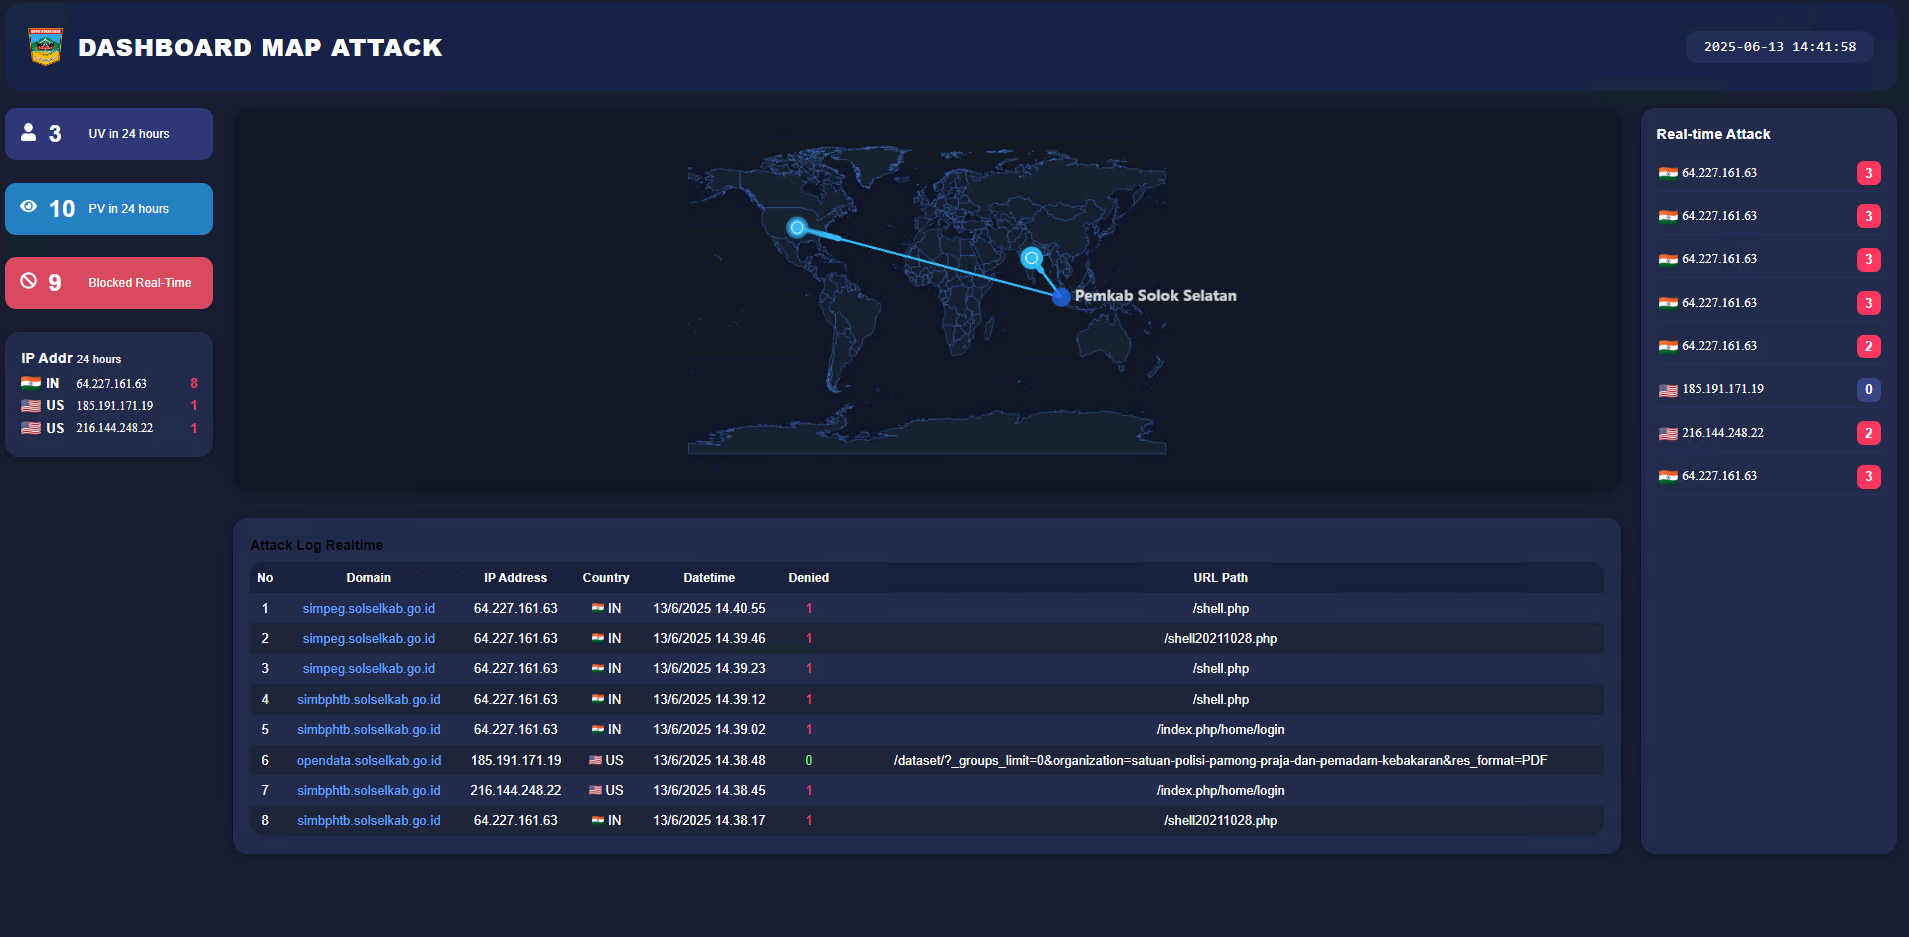 DASHBOARD MAP ATTACK
2025-06-13 14:41:58
3 UV in 24 hours
10 PV in 24 hours
9 Blocked Real-Time
IP Addr 24 hours
IN 64.227.161.63 8
US 185.191.171.19 1
US 216.144.248.22 1
Pemkab Solok Selatan
Attack Log Realtime
No Domain IP Address Country Datetime Denied URL Path
1 simpeg.solselkab.go.id 64.227.161.63 IN 13/6/2025 14.40.55 1 /shell.php
2 simpeg.solselkab.go.id 64.227.161.63 IN 13/6/2025 14.39.46 1 /shell20211028.php
3 simpeg.solselkab.go.id 64.227.161.63 IN 13/6/2025 14.39.23 1 /shell.php
4 simbphtb.solselkab.go.id 64.227.161.63 IN 13/6/2025 14.39.12 1 /shell.php
5 simbphtb.solselkab.go.id 64.227.161.63 IN 13/6/2025 14.39.02 1 /index.php/home/login
6 opendata.solselkab.go.id 185.191.171.19 US 13/6/2025 14.38.48 0 /dataset/?_groups_limit=0&organization=satuan-polisi-pamong-praja-dan-pemadam-kebakaran&res_format=PDF
7 simbphtb.solselkab.go.id 216.144.248.22 US 13/6/2025 14.38.45 1 /index.php/home/login
8 simbphtb.solselkab.go.id 64.227.161.63 IN 13/6/2025 14.38.17 1 /shell20211028.php
Real-time Attack
64.227.161.63 3
64.227.161.63 3
64.227.161.63 3
64.227.161.63 3
64.227.161.63 2
185.191.171.19 0
216.144.248.22 2
64.227.161.63 3